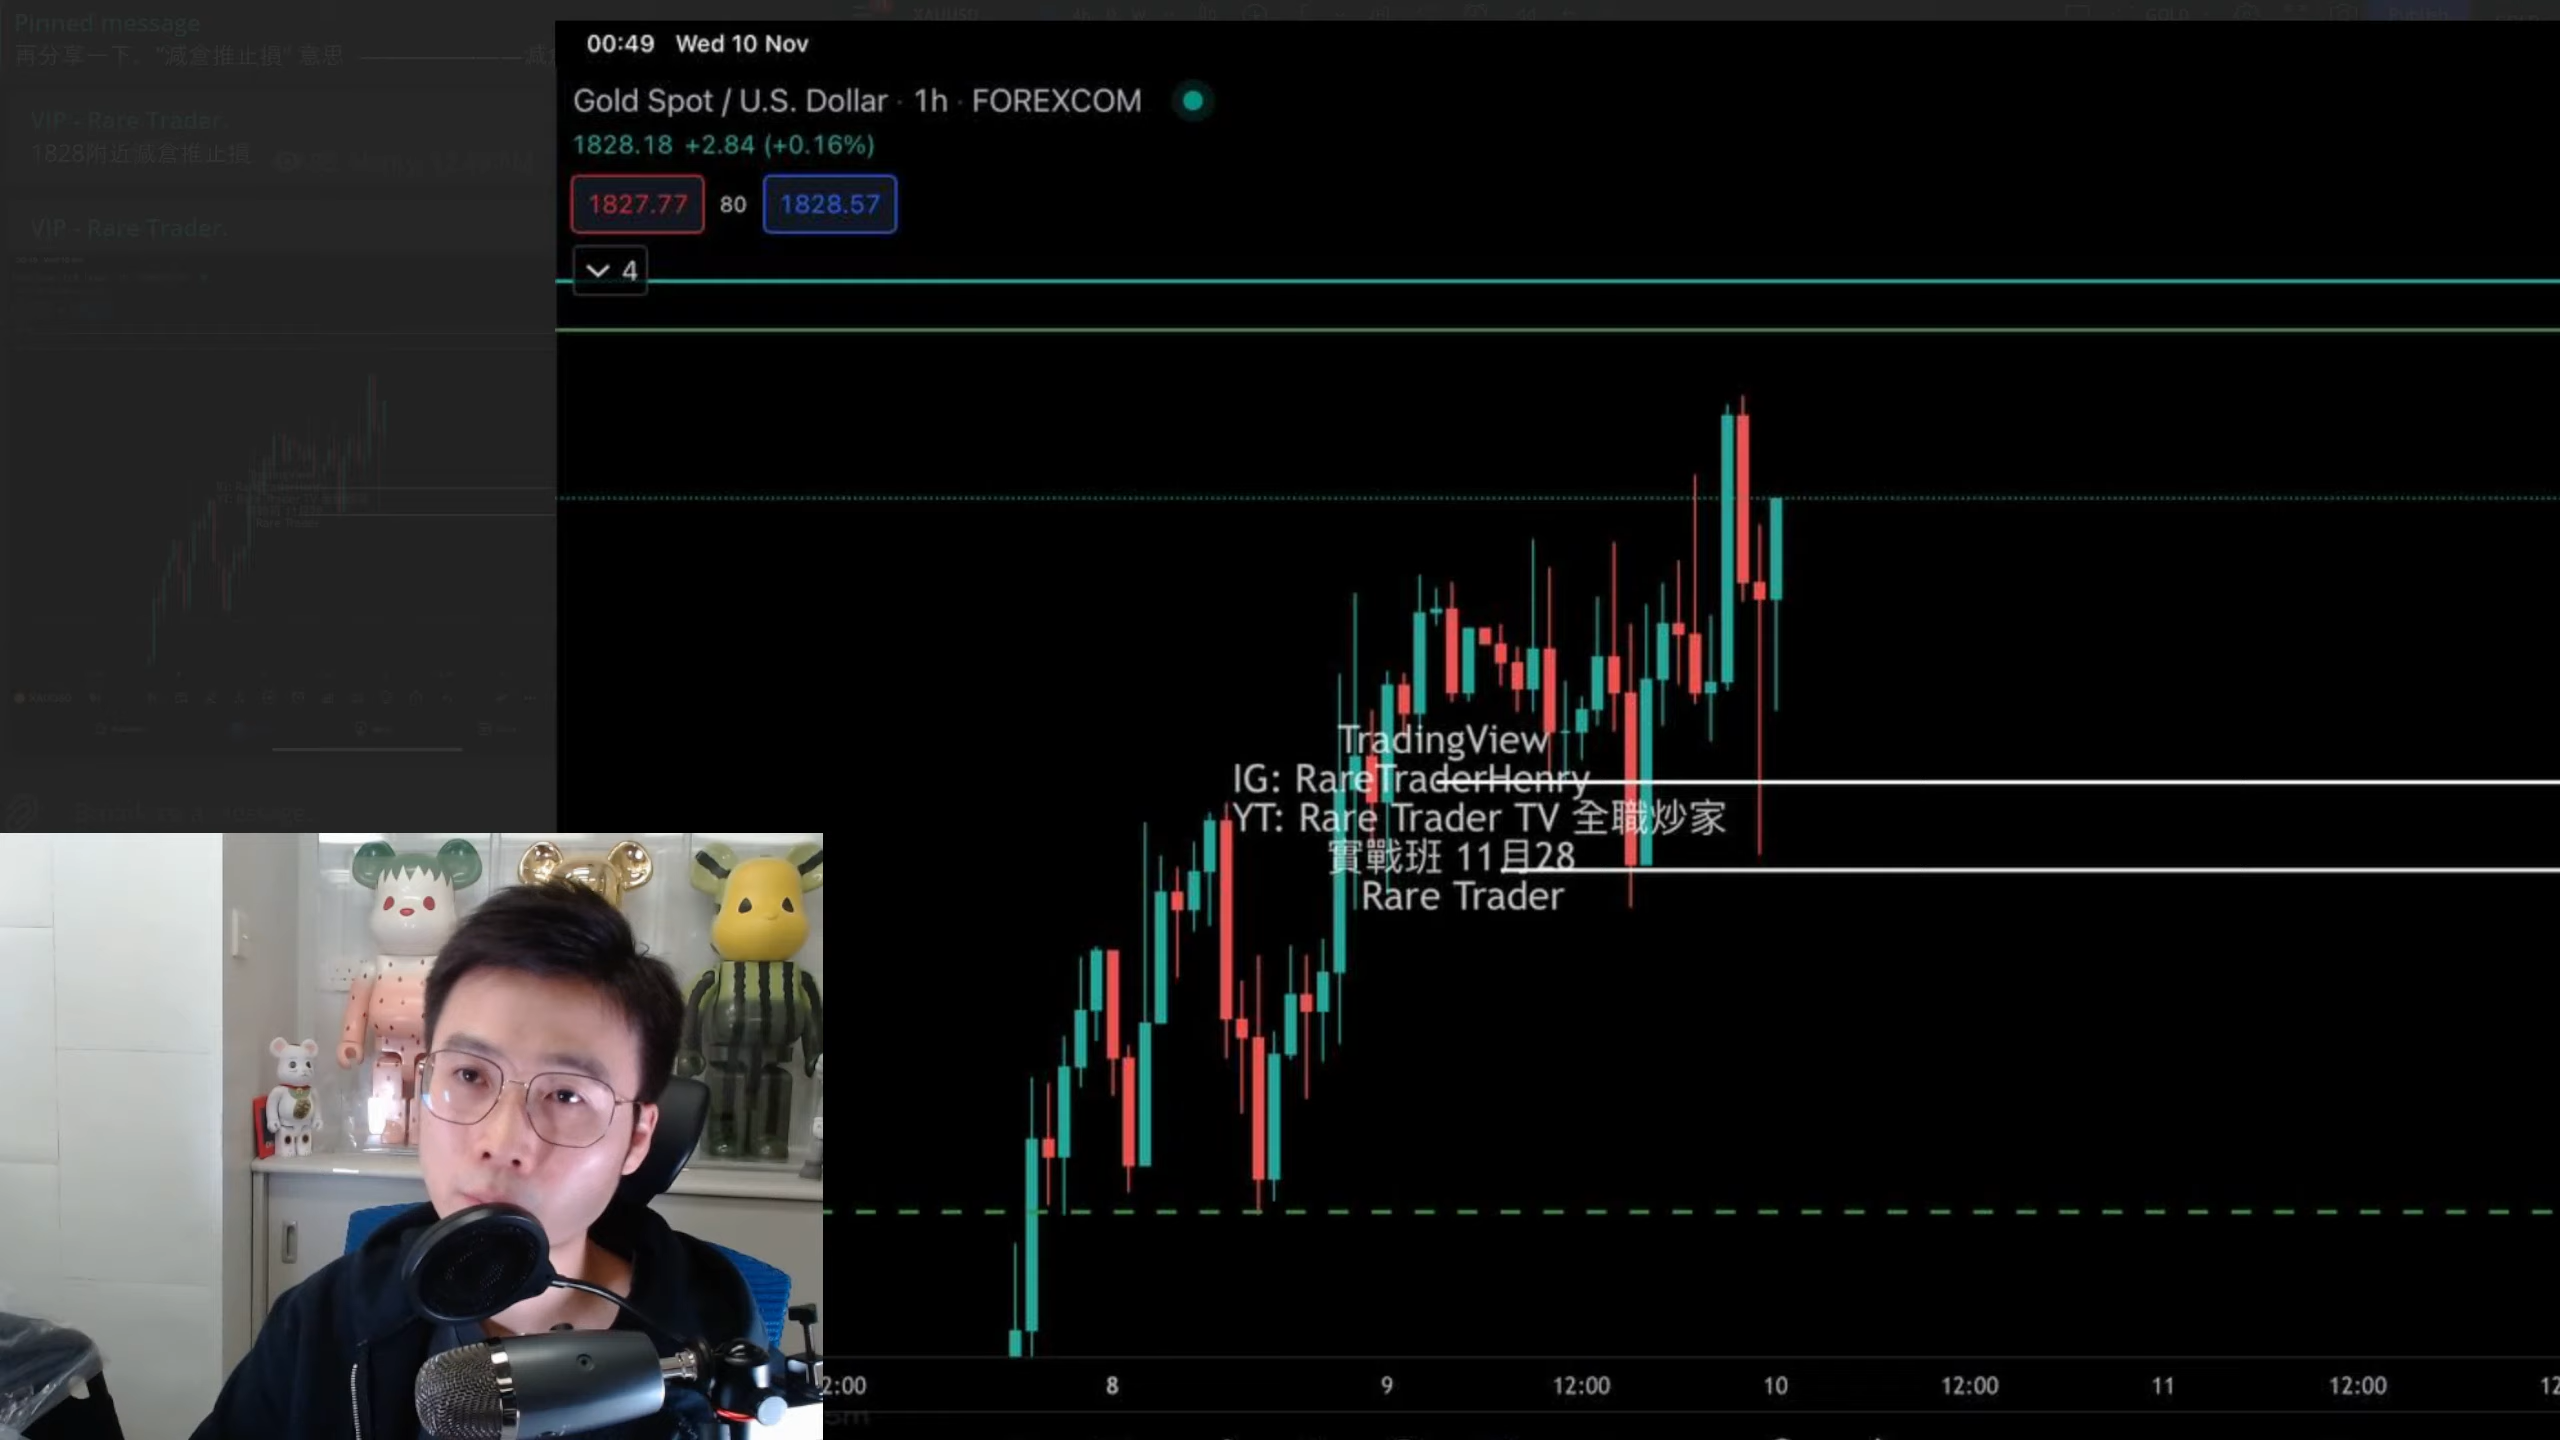 Pinned message
再分享一下. "減倉推止損" 意思
VIP - Rare Trader.
1828附近減倉推止損
VIP - Rare Trader.
00:49 Wed 10 Nov
Gold Spot / U.S. Dollar · 1h · FOREXCOM
1828.18 +2.84 (+0.16%)
1827.77 80 1828.57
4
TradingView
IG: RareTraderHenry
YT: Rare Trader TV 全職炒家
實戰班 11月28
Rare Trader
2:00 8 9 12:00 10 12:00 11 12:00